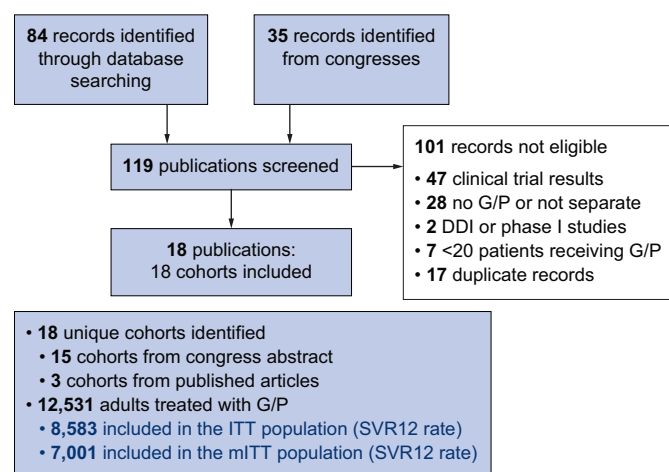 84 records identified
through database
searching
35 records identified
from congresses
119 publications screened
101 records not eligible
• 47 clinical trial results
• 28 no G/P or not separate
• 2 DDI or phase I studies
• 7 <20 patients receiving G/P
• 17 duplicate records
18 publications:
18 cohorts included
• 18 unique cohorts identified
• 15 cohorts from congress abstract
• 3 cohorts from published articles
• 12,531 adults treated with G/P
• 8,583 included in the ITT population (SVR12 rate)
• 7,001 included in the mITT population (SVR12 rate)